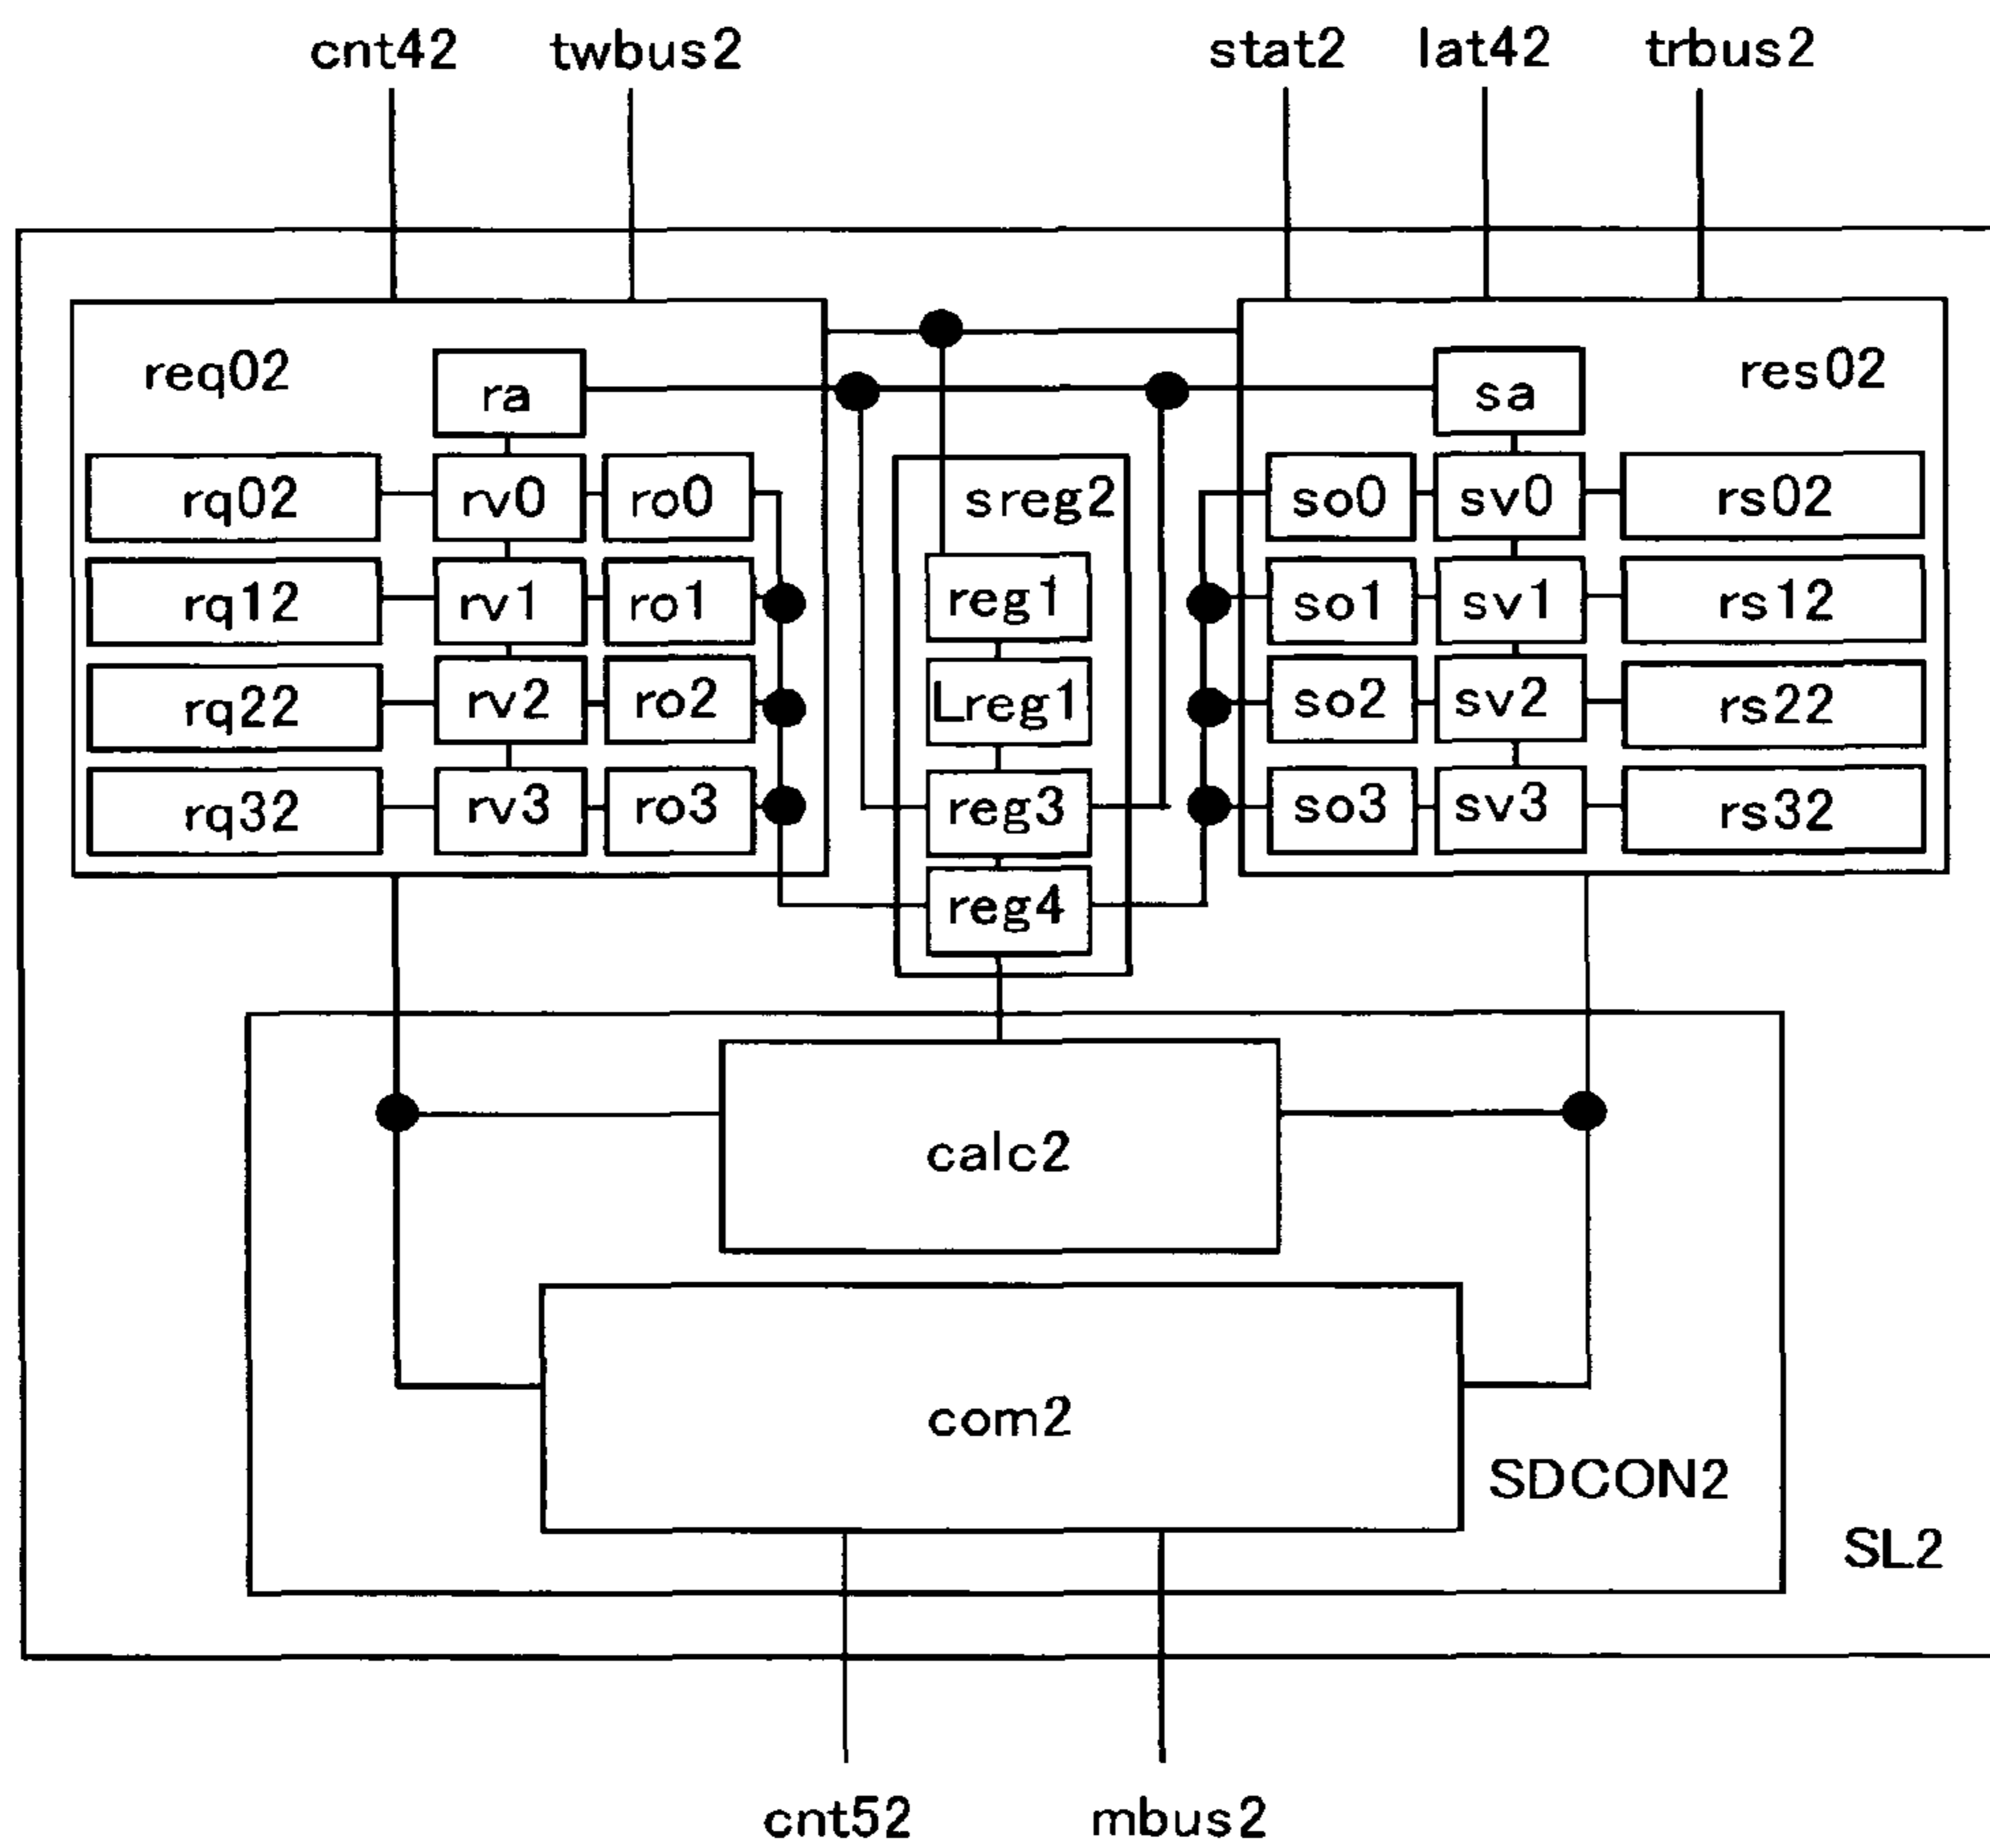 cnt42 twbus2 stat2 lat42 trbus2
req02 ra sa res02
rq02 rv0 ro0 sreg2 so0 sv0 rs02
rq12 rv1 ro1 reg1 so1 sv1 rs12
rq22 rv2 ro2 Lreg1 so2 sv2 rs22
rq32 rv3 ro3 reg3 so3 sv3 rs32
reg4
calc2
com2
SDCON2
SL2
cnt52 mbus2